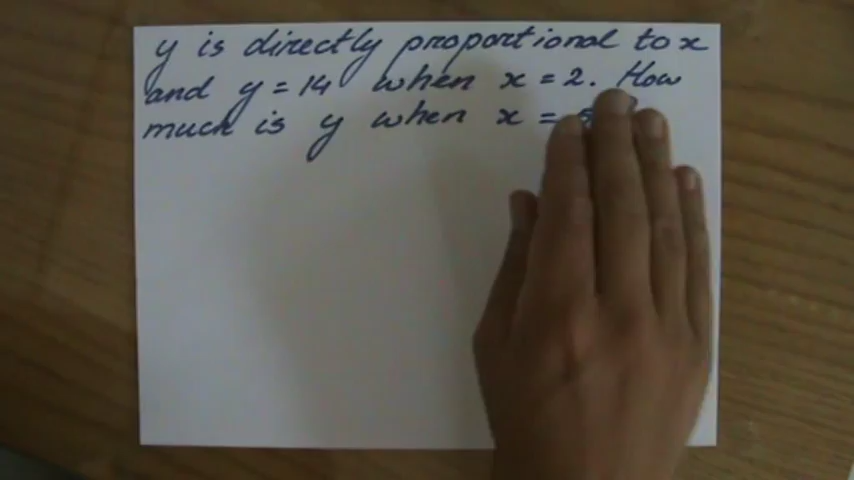 y is directly proportional to x
and y = 14 when x = 2. How
much is y when x =